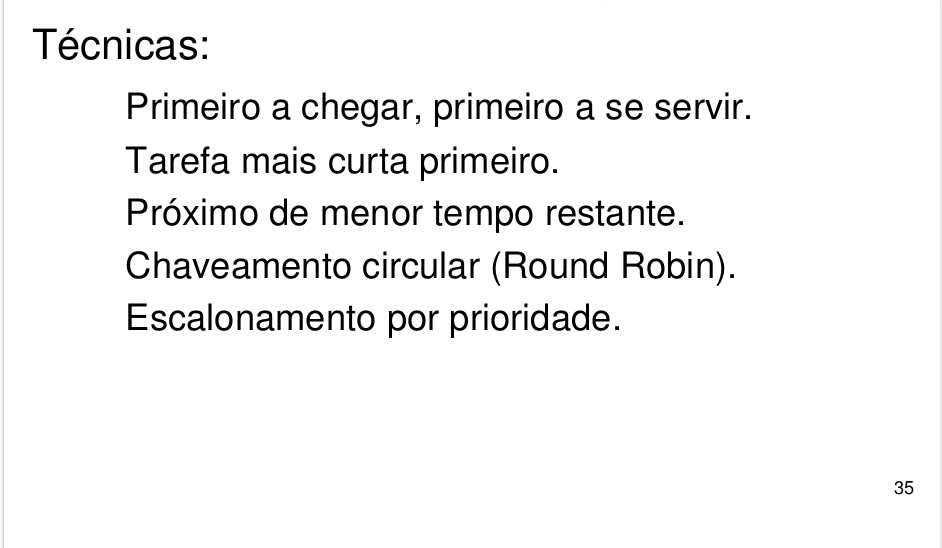 Técnicas:
Primeiro a chegar, primeiro a se servir.
Tarefa mais curta primeiro.
Próximo de menor tempo restante.
Chaveamento circular (Round Robin).
Escalonamento por prioridade.
35